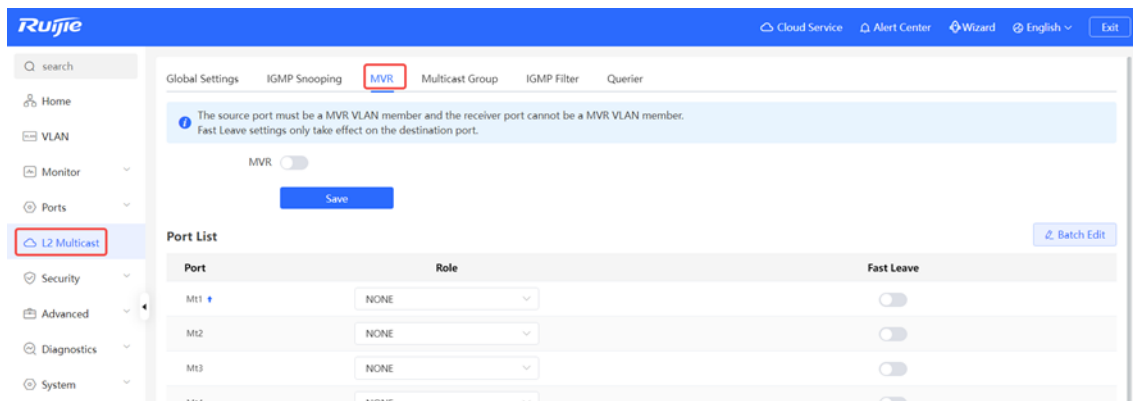 Ruijie
Cloud Service Alert Center Wizard English Exit
search
Home
VLAN
Monitor
Ports
L2 Multicast
Security
Advanced
Diagnostics
System
Global Settings IGMP Snooping MVR Multicast Group IGMP Filter Querier
The source port must be a MVR VLAN member and the receiver port cannot be a MVR VLAN member.
Fast Leave settings only take effect on the destination port.
MVR
Save
Port List Batch Edit
Port Role Fast Leave
Mt1 NONE
Mt2 NONE
Mt3 NONE